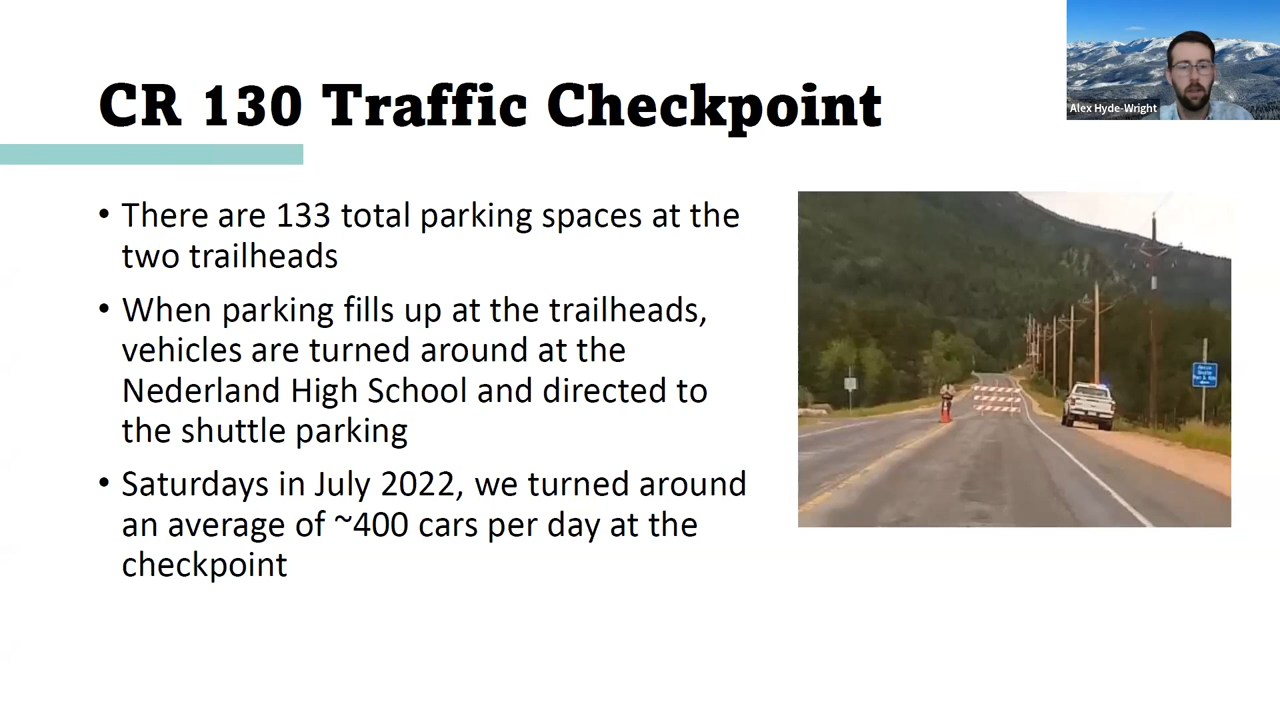 CR 130 Traffic Checkpoint
Alex Hyde-Wright
• There are 133 total parking spaces at the
two trailheads
• When parking fills up at the trailheads,
vehicles are turned around at the
Nederland High School and directed to
the shuttle parking
• Saturdays in July 2022, we turned around
an average of ~400 cars per day at the
checkpoint